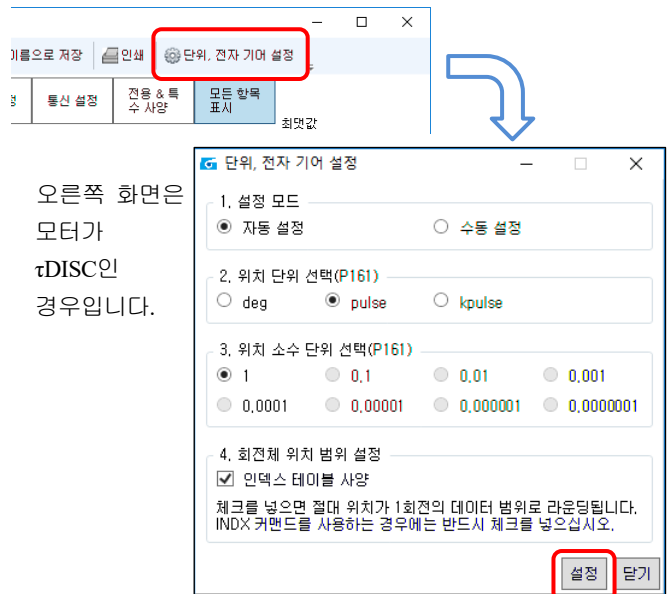 이름으로 저장 인쇄 단위, 전자 기어 설정
정 통신 설정 전용 & 특수 사양 모든 항목 표시
최댓값
오른쪽 화면은
모터가
τDISC인
경우입니다.
단위, 전자 기어 설정
1, 설정 모드
자동 설정 수동 설정
2, 위치 단위 선택(P161)
deg pulse kpulse
3, 위치 소수 단위 선택(P161)
1 0,1 0,01 0,001
0,0001 0,00001 0,000001 0,0000001
4, 회전체 위치 범위 설정
인덱스 테이블 사양
체크를 넣으면 절대 위치가 1회전의 데이터 범위로 라운딩됩니다,
INDX 커맨드를 사용하는 경우에는 반드시 체크를 넣으십시오,
설정 닫기